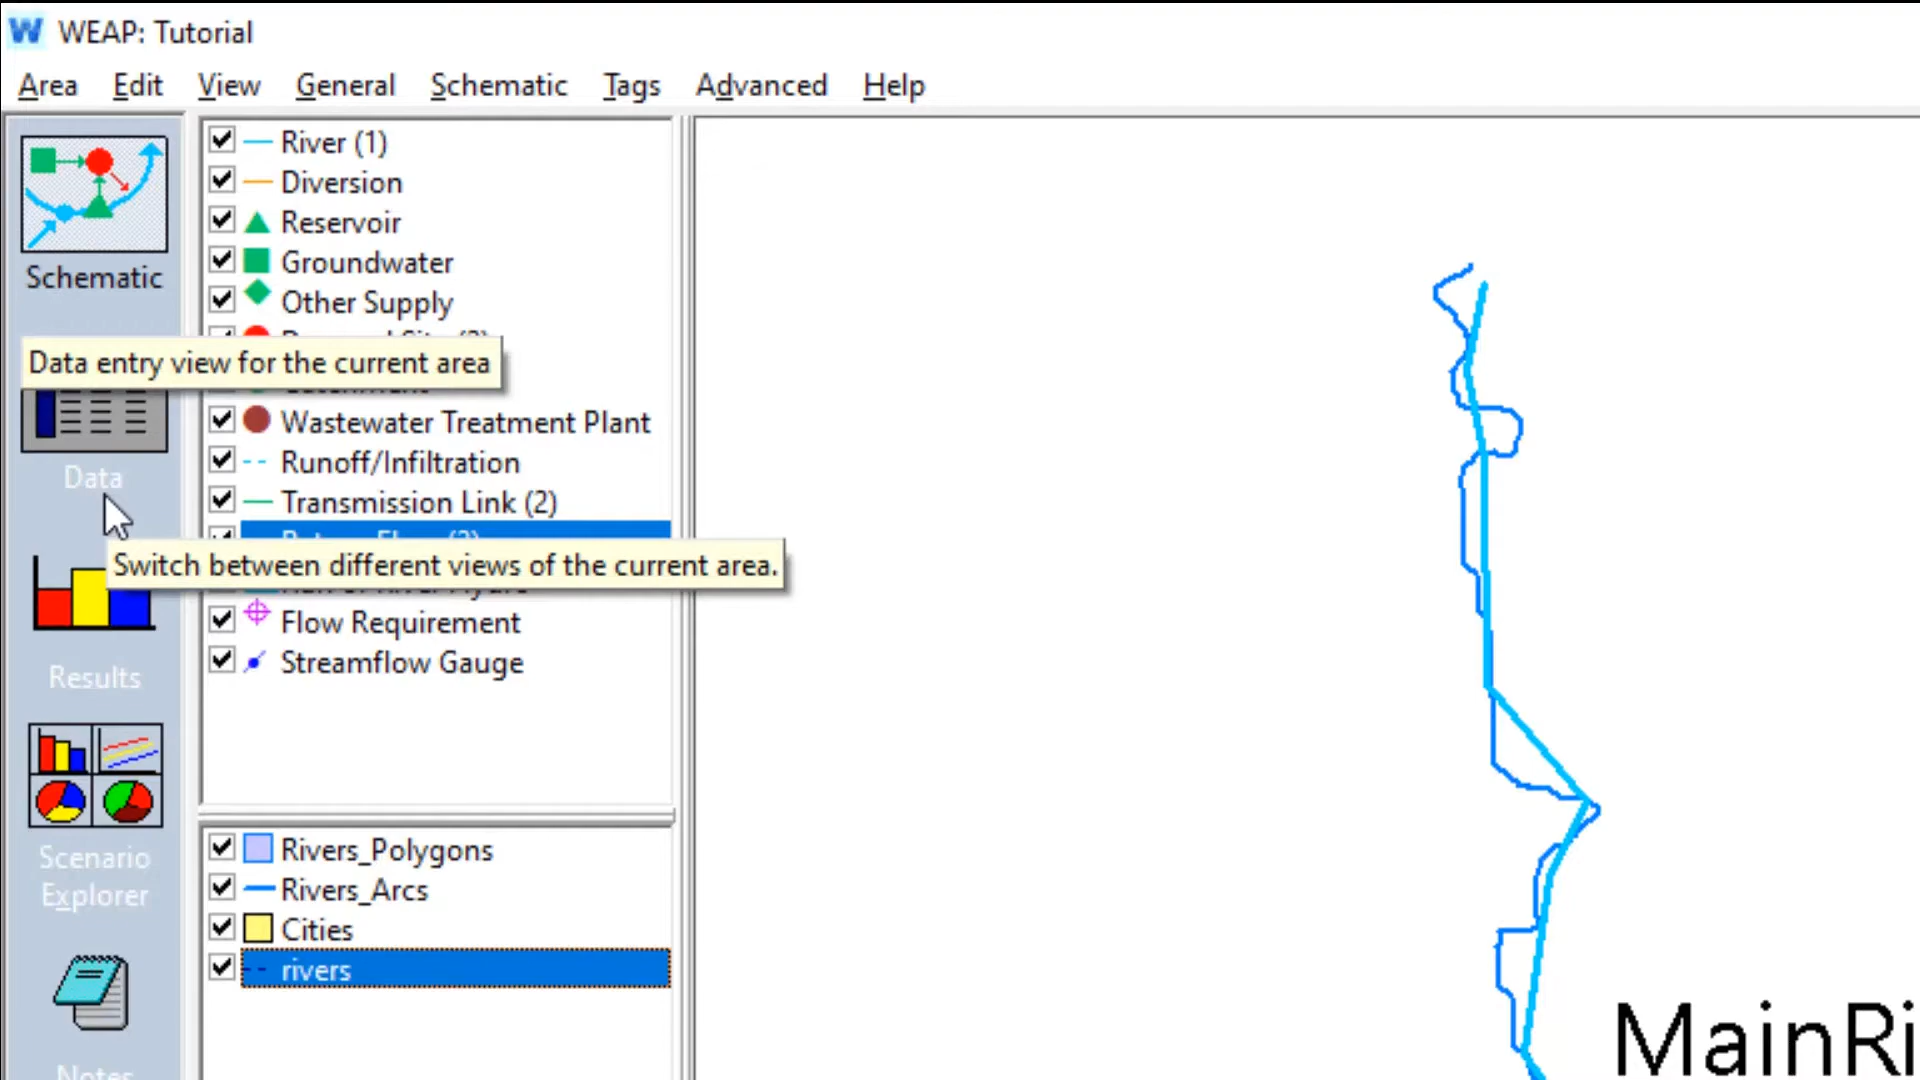 WEAP: Tutorial
Area Edit View General Schematic Tags Advanced Help
Schematic
Data
Results
Scenario
Explorer
Notes
River (1)
Diversion
Reservoir
Groundwater
Other Supply
Data entry view for the current area
Wastewater Treatment Plant
Runoff/Infiltration
Transmission Link (2)
Switch between different views of the current area.
Flow Requirement
Streamflow Gauge
Rivers_Polygons
Rivers_Arcs
Cities
rivers
MainRi